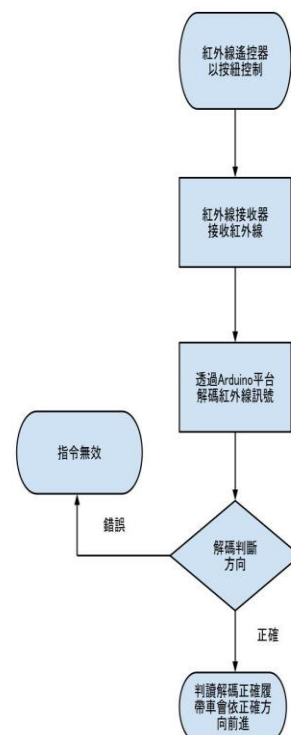 紅外線遙控器
以按鈕控制
紅外線接收器
接收紅外線
透過Arduino平台
解碼紅外線訊號
指令無效
錯誤
解碼判斷
方向
正確
判讀解碼正確履
帶車會依正確方
向前進